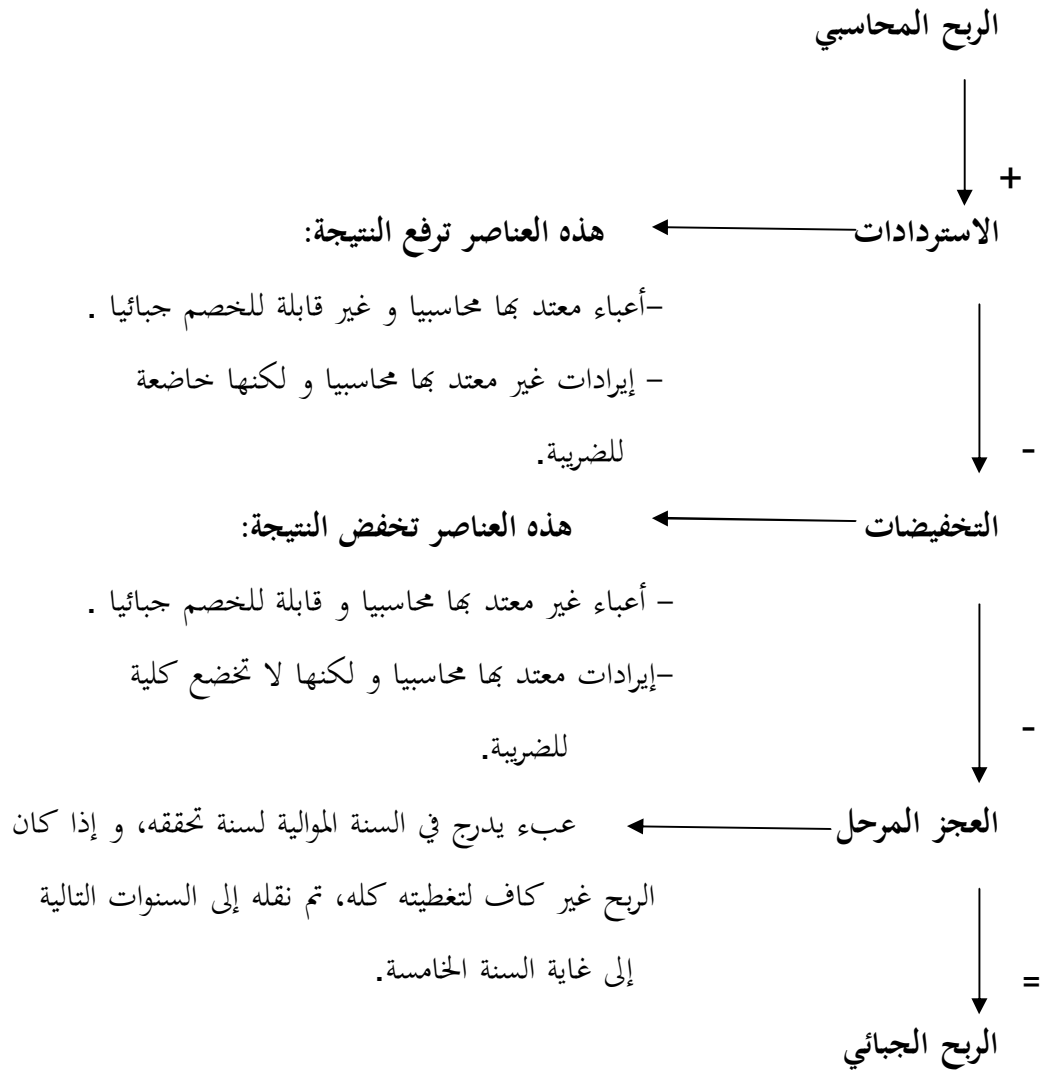 الربح المحاسبي
+
الاستردادات هذه العناصر ترفع النتيجة:
-أعباء معتد بها محاسبيا و غير قابلة للخصم جبائيا .
- إيرادات غير معتد بها محاسبيا و لكنها خاضعة
للضريبة.
-
التخفيضات هذه العناصر تخفض النتيجة:
- أعباء غير معتد بها محاسبيا و قابلة للخصم جبائيا .
-إيرادات معتد بها محاسبيا و لكنها لا تخضع كلية
للضريبة.
-
العجز المرحل عبء يدرج في السنة الموالية لسنة تحققه، و إذا كان
الربح غير كاف لتغطيته كله، تم نقله إلى السنوات التالية
إلى غاية السنة الخامسة.
=
الربح الجبائي